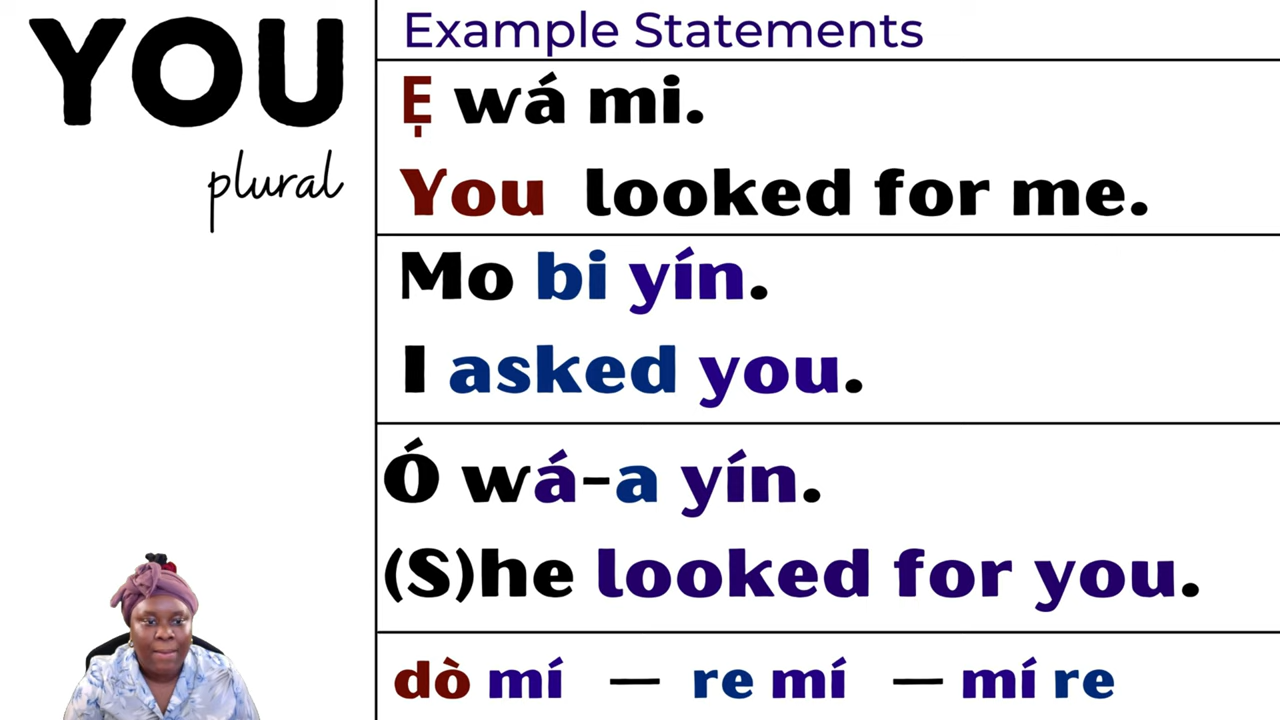 YOU
plural
Example Statements
Ẹ wá mi.
You looked for me.
Mo bi yín.
I asked you.
Ó wá-a yín.
(S)he looked for you.
dò mí — re mí — mí re